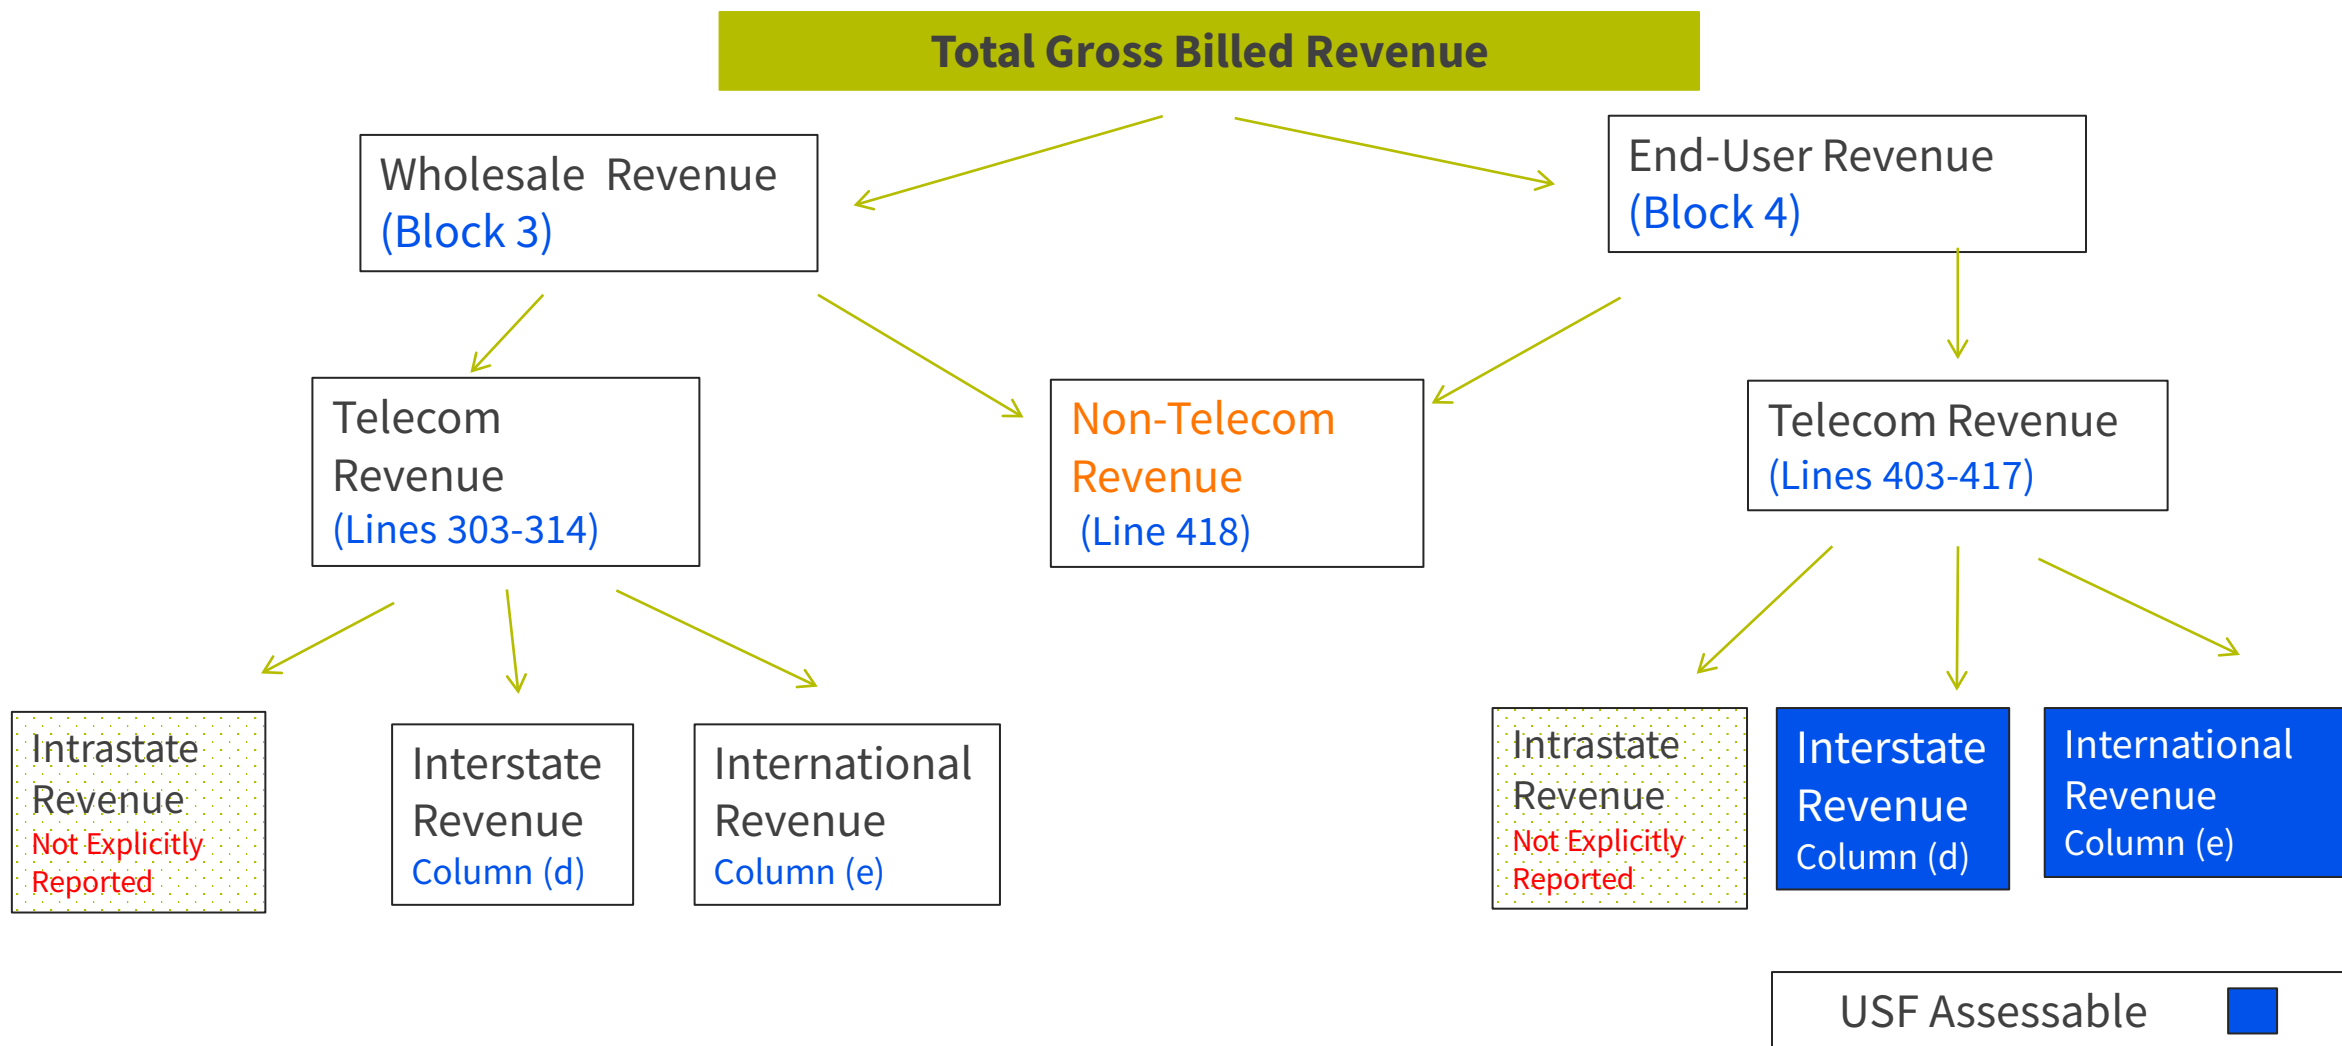 Total Gross Billed Revenue
Wholesale Revenue
(Block 3)
End-User Revenue
(Block 4)
Telecom
Revenue
(Lines 303-314)
Non-Telecom
Revenue
(Line 418)
Telecom Revenue
(Lines 403-417)
Intrastate
Revenue
Not Explicitly
Reported
Interstate
Revenue
Column (d)
International
Revenue
Column (e)
Intrastate
Revenue
Not Explicitly
Reported
Interstate
Revenue
Column (d)
International
Revenue
Column (e)
USF Assessable